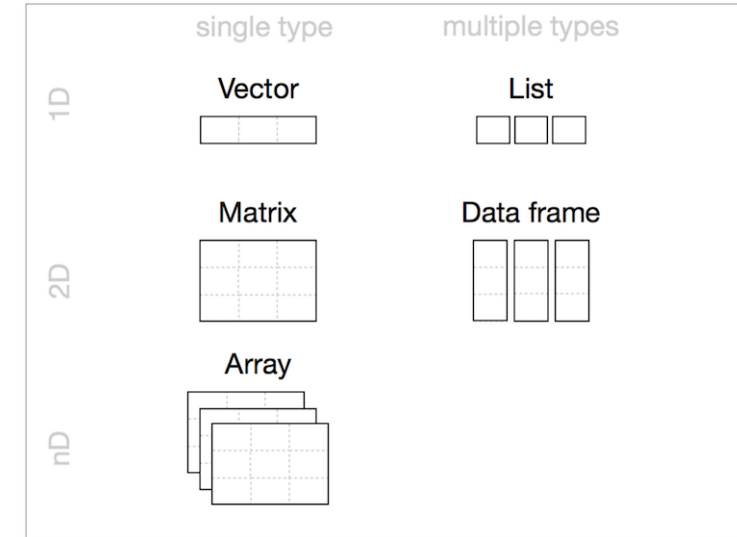 single type multiple types
1D
Vector List
Matrix Data frame
2D
Array
nD